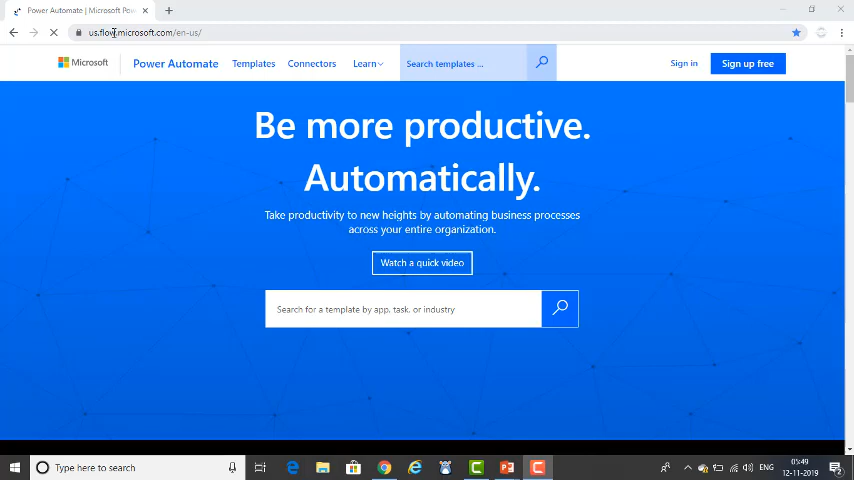 Power Automate | Microsoft Pow
us.flow.microsoft.com/en-us/
Microsoft
Power Automate
Templates
Connectors
Learn
Search templates ...
Sign in
Sign up free
Be more productive.
Automatically.
Take productivity to new heights by automating business processes
across your entire organization.
Watch a quick video
Search for a template by app, task, or industry
Type here to search
ENG
05:49
12-11-2019
2